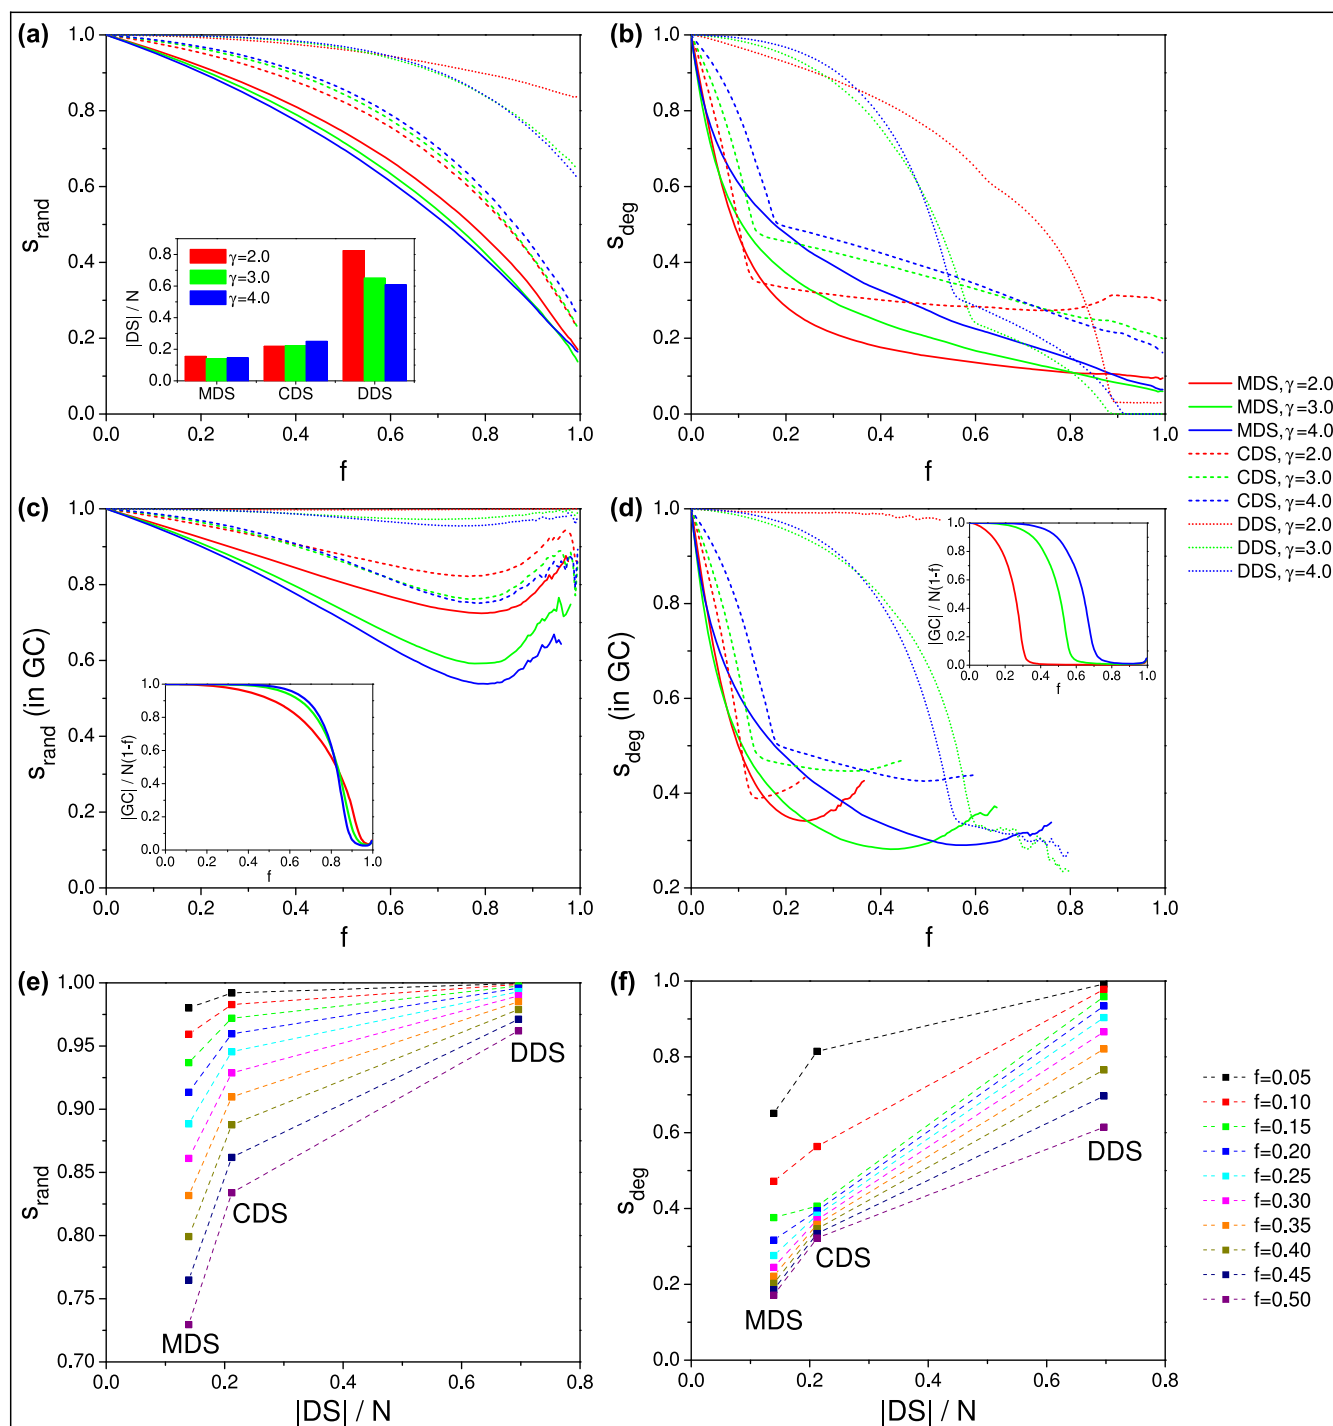 (a)
1.0
0.8
0.6
0.4
0.2
0.0
s_rand
0.0 0.2 0.4 0.6 0.8 1.0
f
|DS| / N
0.8
0.6
0.4
0.2
0.0
γ=2.0
γ=3.0
γ=4.0
MDS CDS DDS
(b)
1.0
0.8
0.6
0.4
0.2
0.0
s_deg
0.0 0.2 0.4 0.6 0.8 1.0
f
MDS, γ=2.0
MDS, γ=3.0
MDS, γ=4.0
CDS, γ=2.0
CDS, γ=3.0
CDS, γ=4.0
DDS, γ=2.0
DDS, γ=3.0
DDS, γ=4.0
(c)
1.0
0.8
0.6
0.4
0.2
0.0
s_rand (in GC)
0.0 0.2 0.4 0.6 0.8 1.0
f
|GC| / N(1-f)
1.0
0.8
0.6
0.4
0.2
0.0
0.0 0.2 0.4 0.6 0.8 1.0
f
(d)
1.0
0.8
0.6
0.4
0.2
s_deg (in GC)
0.0 0.2 0.4 0.6 0.8 1.0
f
|GC| / N(1-f)
1.0
0.8
0.6
0.4
0.2
0.0
0.0 0.2 0.4 0.6 0.8 1.0
f
(e)
1.00
0.95
0.90
0.85
0.80
0.75
0.70
s_rand
MDS
CDS
DDS
0.0 0.2 0.4 0.6 0.8
|DS| / N
(f)
1.0
0.8
0.6
0.4
0.2
0.0
s_deg
MDS
CDS
DDS
0.0 0.2 0.4 0.6 0.8
|DS| / N
f=0.05
f=0.10
f=0.15
f=0.20
f=0.25
f=0.30
f=0.35
f=0.40
f=0.45
f=0.50